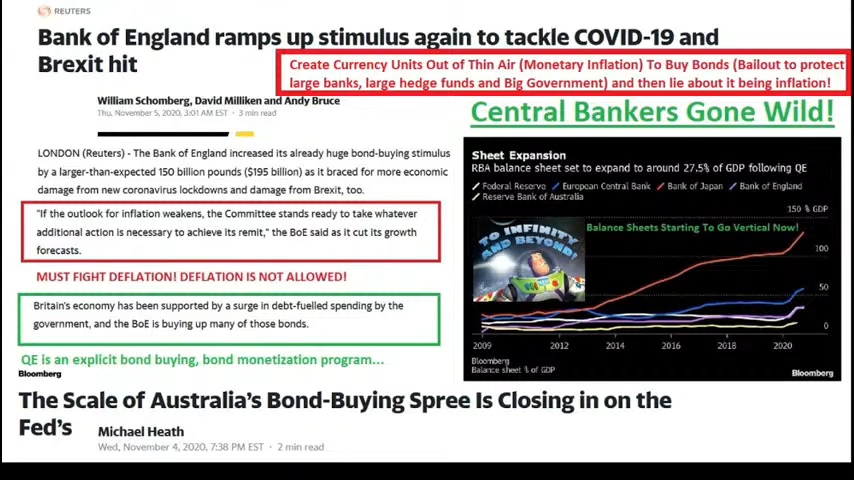 REUTERS
Bank of England ramps up stimulus again to tackle COVID-19 and
Brexit hit
Create Currency Units Out of Thin Air (Monetary Inflation) To Buy Bonds (Bailout to protect
large banks, large hedge funds and Big Government) and then lie about it being inflation!
William Schomberg, David Milliken and Andy Bruce
Thu, November 5, 2020, 3:01 AM EST · 3 min read
LONDON (Reuters) - The Bank of England increased its already huge bond-buying stimulus
by a larger-than-expected 150 billion pounds ($195 billion) as it braced for more economic
damage from new coronavirus lockdowns and damage from Brexit, too.
"If the outlook for inflation weakens, the Committee stands ready to take whatever
additional action is necessary to achieve its remit," the BoE said as it cut its growth
forecasts.
MUST FIGHT DEFLATION! DEFLATION IS NOT ALLOWED!
Britain's economy has been supported by a surge in debt-fuelled spending by the
government, and the BoE is buying up many of those bonds.
QE is an explicit bond buying, bond monetization program...
Central Bankers Gone Wild!
Sheet Expansion
RBA balance sheet set to expand to around 27.5% of GDP following QE
Federal Reserve European Central Bank Bank of Japan Bank of England
Reserve Bank of Australia
150 % GDP
TO INFINITY
AND BEYOND!
Balance Sheets Starting To Go Vertical Now!
100
50
0
2009 2012 2014 2016 2018 2020
Bloomberg
Balance sheet % of GDP
Bloomberg
Bloomberg
The Scale of Australia's Bond-Buying Spree Is Closing in on the
Fed's
Michael Heath
Wed, November 4, 2020, 7:38 PM EST · 2 min read